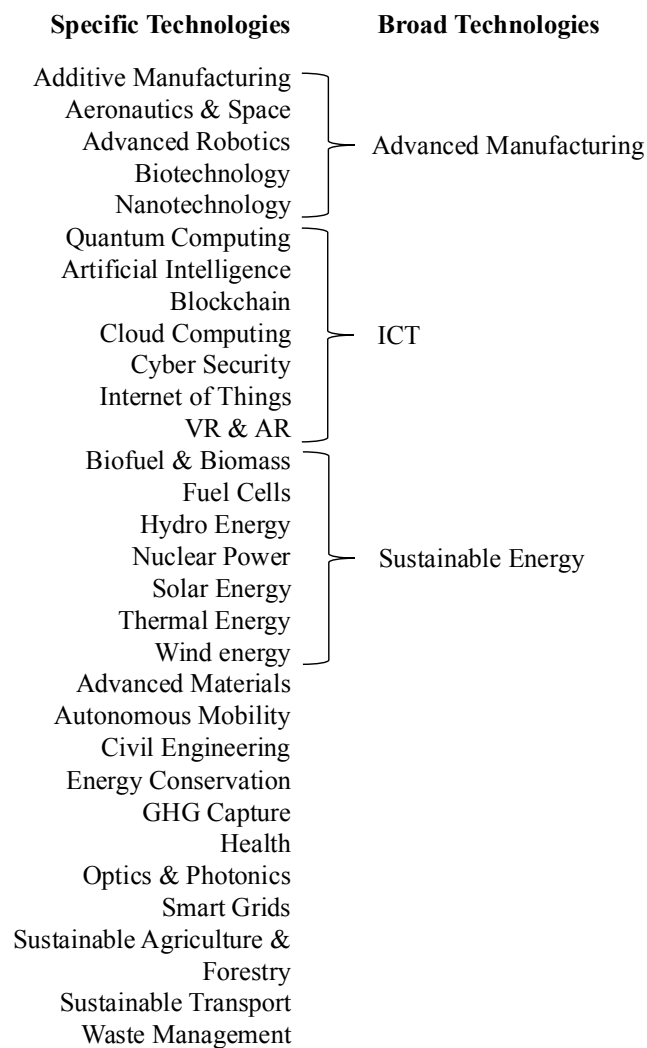 Specific Technologies Broad Technologies
Additive Manufacturing
Aeronautics & Space
Advanced Robotics
Advanced Manufacturing
Biotechnology
Nanotechnology
Quantum Computing
Artificial Intelligence
Blockchain
Cloud Computing
ICT
Cyber Security
Internet of Things
VR & AR
Biofuel & Biomass
Fuel Cells
Hydro Energy
Nuclear Power
Sustainable Energy
Solar Energy
Thermal Energy
Wind energy
Advanced Materials
Autonomous Mobility
Civil Engineering
Energy Conservation
GHG Capture
Health
Optics & Photonics
Smart Grids
Sustainable Agriculture &
Forestry
Sustainable Transport
Waste Management